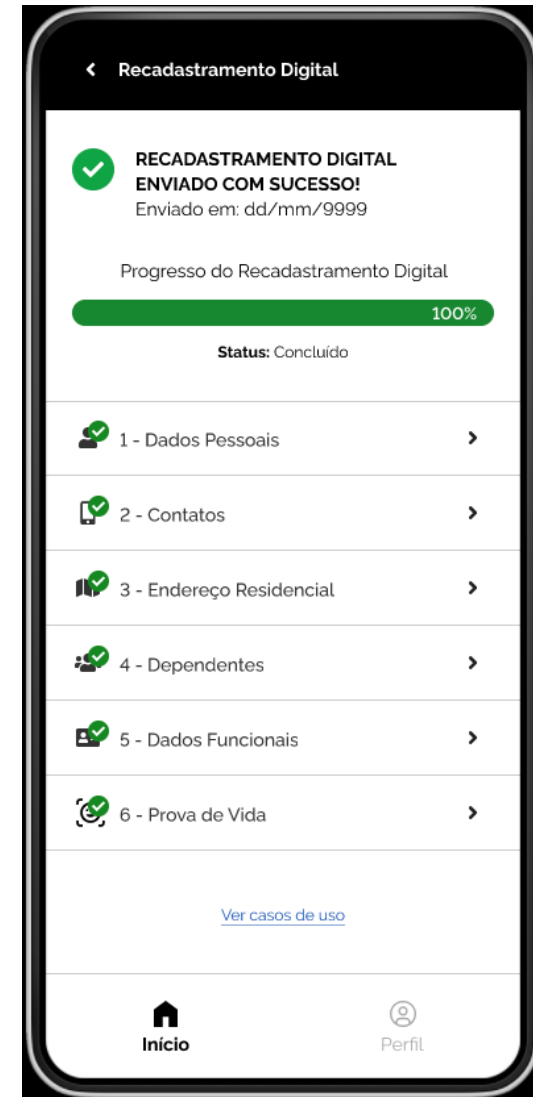 Recadastramento Digital
RECADASTRAMENTO DIGITAL
ENVIADO COM SUCESSO!
Enviado em: dd/mm/9999
Progresso do Recadastramento Digital
100%
Status: Concluído
1 - Dados Pessoais
2 - Contatos
3 - Endereço Residencial
4 - Dependentes
5 - Dados Funcionais
6 - Prova de Vida
Ver casos de uso
Início
Perfil